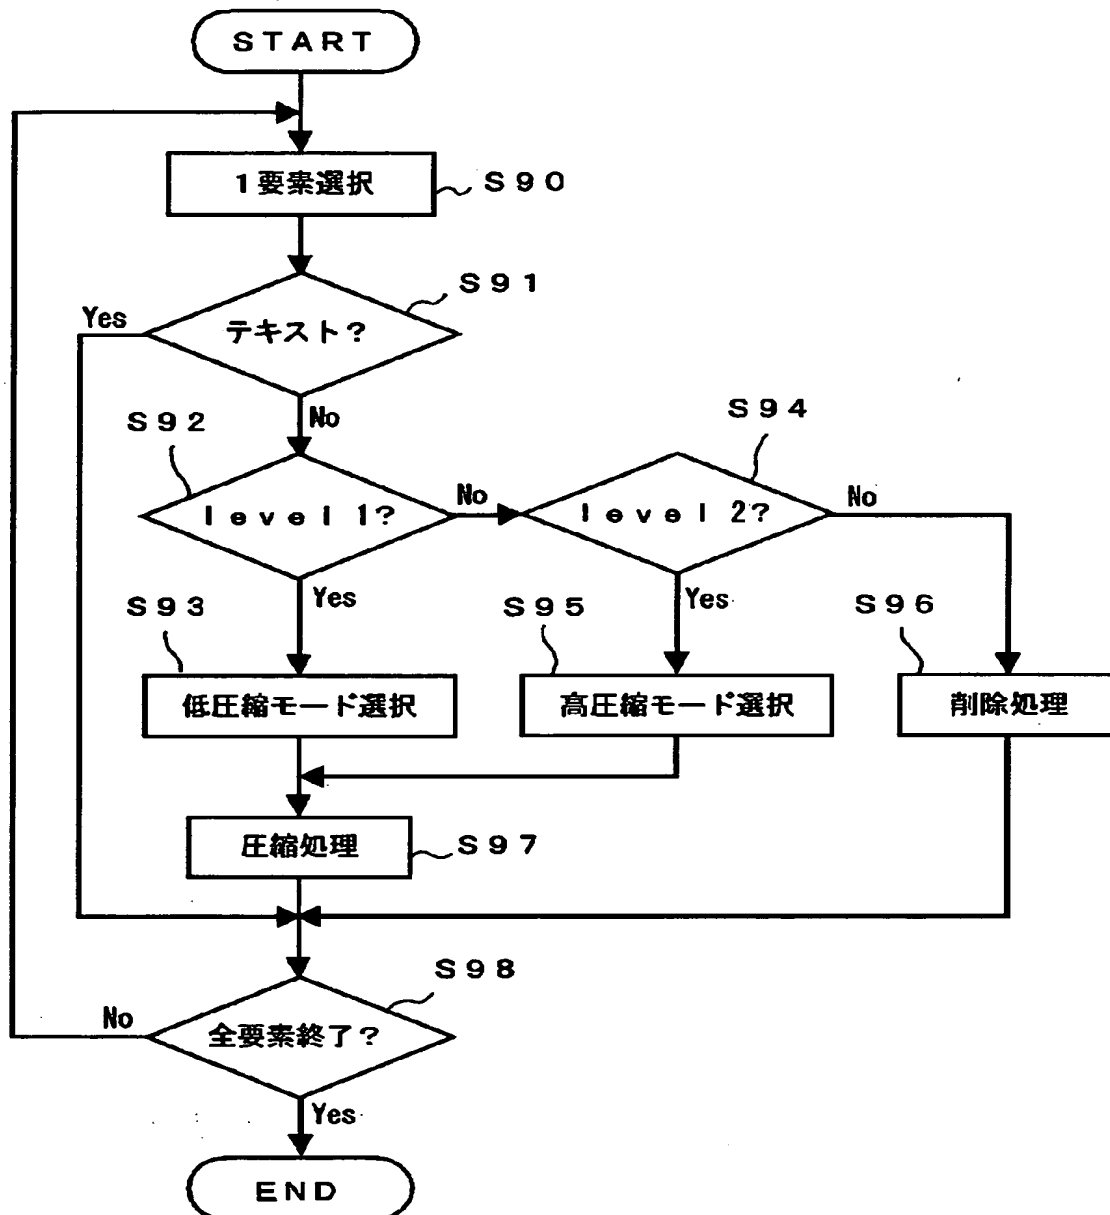 START
1要素選択
S90
S91
Yes
テキスト?
No
S92
S94
level 1?
No
level 2?
No
Yes
Yes
S93
S95
S96
低圧縮モード選択
高圧縮モード選択
削除処理
圧縮処理
S97
S98
No
全要素終了?
Yes
END